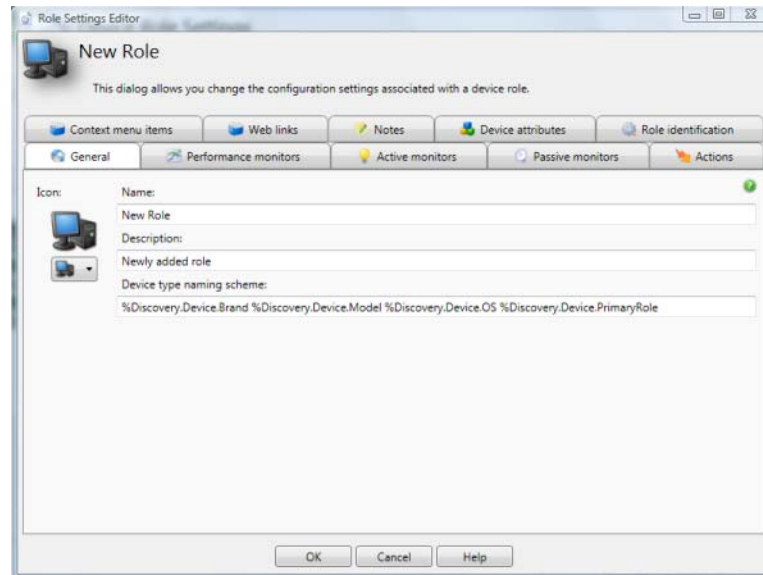 Role Settings Editor
New Role
This dialog allows you change the configuration settings associated with a device role.
Context menu items Web links Notes Device attributes Role identification
General Performance monitors Active monitors Passive monitors Actions
Icon: Name:
New Role
Description:
Newly added role
Device type naming scheme:
%Discovery.Device.Brand %Discovery.Device.Model %Discovery.Device.OS %Discovery.Device.PrimaryRole
OK Cancel Help